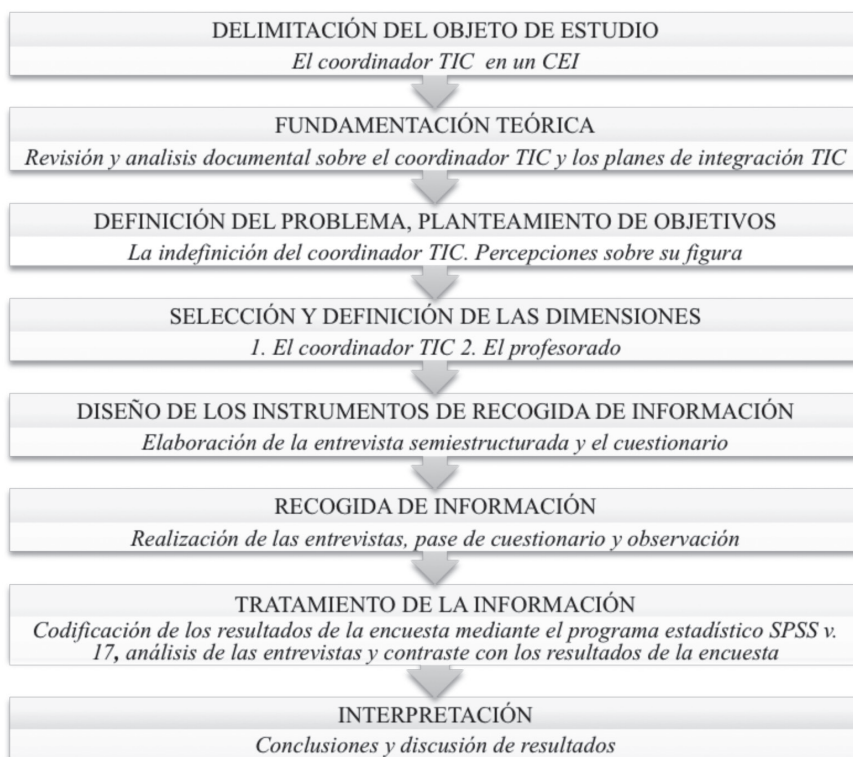 DELIMITACIÓN DEL OBJETO DE ESTUDIO
El coordinador TIC en un CEI
FUNDAMENTACIÓN TEÓRICA
Revisión y analisis documental sobre el coordinador TIC y los planes de integración TIC
DEFINICIÓN DEL PROBLEMA, PLANTEAMIENTO DE OBJETIVOS
La indefinición del coordinador TIC. Percepciones sobre su figura
SELECCIÓN Y DEFINICIÓN DE LAS DIMENSIONES
1. El coordinador TIC 2. El profesorado
DISEÑO DE LOS INSTRUMENTOS DE RECOGIDA DE INFORMACIÓN
Elaboración de la entrevista semiestructurada y el cuestionario
RECOGIDA DE INFORMACIÓN
Realización de las entrevistas, pase de cuestionario y observación
TRATAMIENTO DE LA INFORMACIÓN
Codificación de los resultados de la encuesta mediante el programa estadístico SPSS v.
17, análisis de las entrevistas y contraste con los resultados de la encuesta
INTERPRETACIÓN
Conclusiones y discusión de resultados